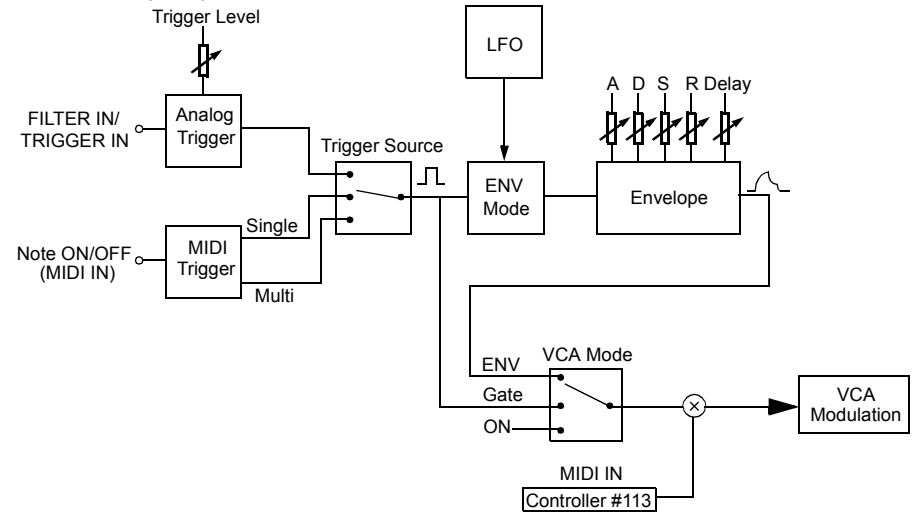 Trigger Level
LFO
A D S R Delay
FILTER IN/
TRIGGER IN
Analog
Trigger
Trigger Source
ENV
Mode
Envelope
Note ON/OFF
(MIDI IN)
MIDI
Trigger
Single
Multi
VCA Mode
ENV
Gate
ON
VCA
Modulation
MIDI IN
Controller #113